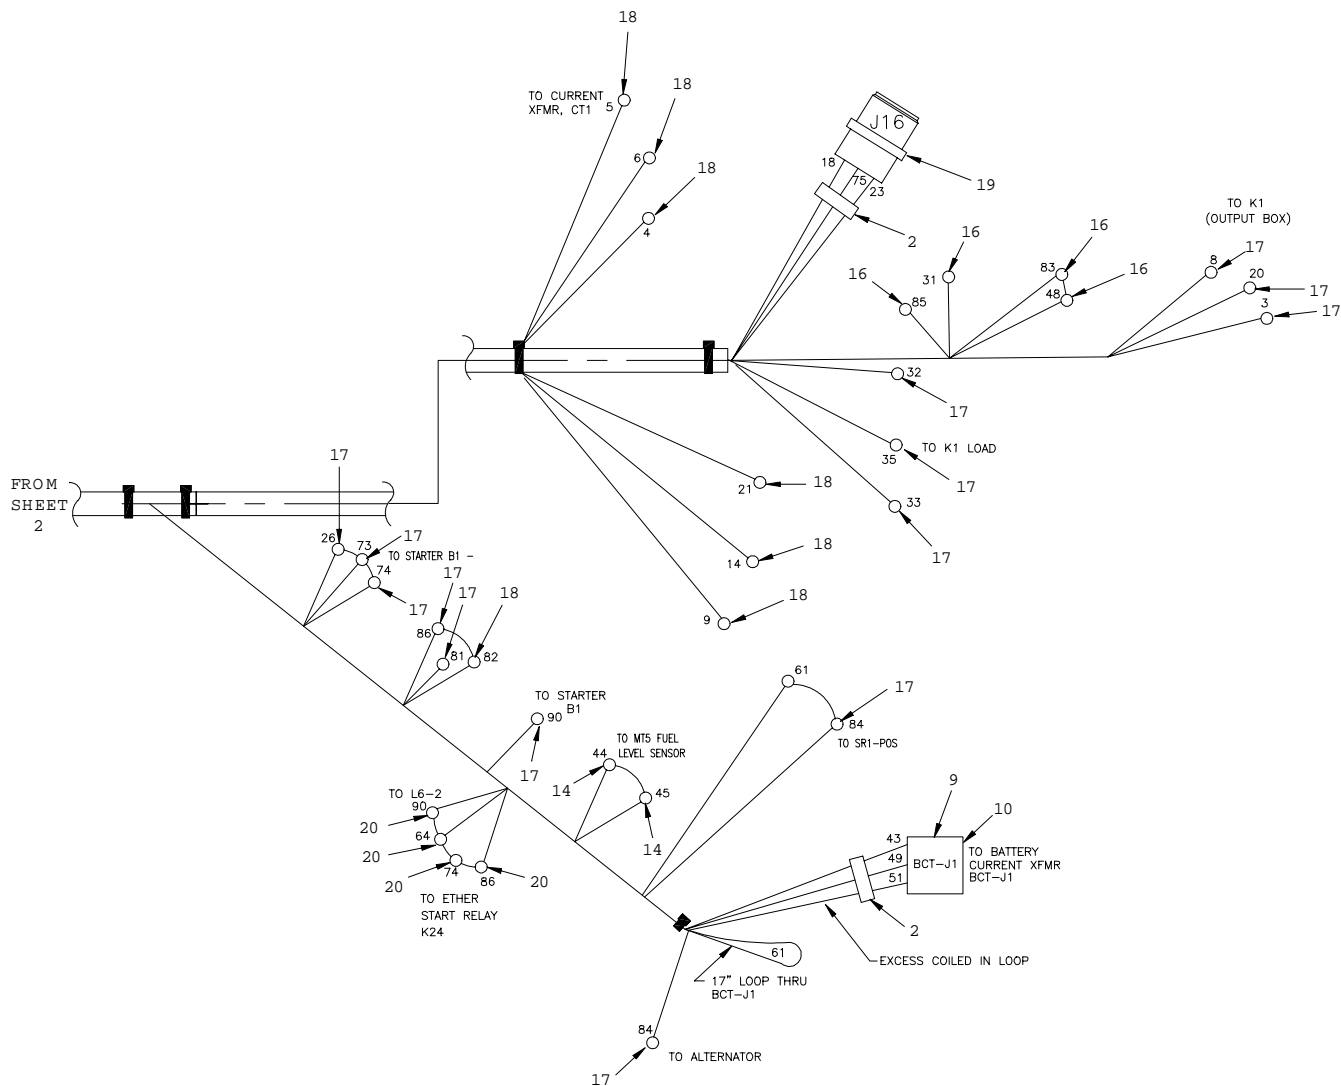 18
TO CURRENT
XFMR, CT1
5
18
6
18
4
J16
18
75
23
19
2
TO K1
(OUTPUT BOX)
16
16
16
16
31
85
83
48
8
17
20
17
3
17
32
17
35
TO K1 LOAD
17
33
17
21
18
14
18
9
18
FROM
SHEET
2
17
26
73
17
TO STARTER B1 -
74
17
17
17
18
86
81
82
TO STARTER
B1
90
17
TO MT5 FUEL
LEVEL SENSOR
44
45
14
14
61
17
84
TO SR1-POS
TO L6-2
90
20
64
20
74
20
86
20
TO ETHER
START RELAY
K24
9
10
43
49
51
BCT-J1
TO BATTERY
CURRENT XFMR
BCT-J1
2
EXCESS COILED IN LOOP
61
17" LOOP THRU
BCT-J1
84
TO ALTERNATOR
17